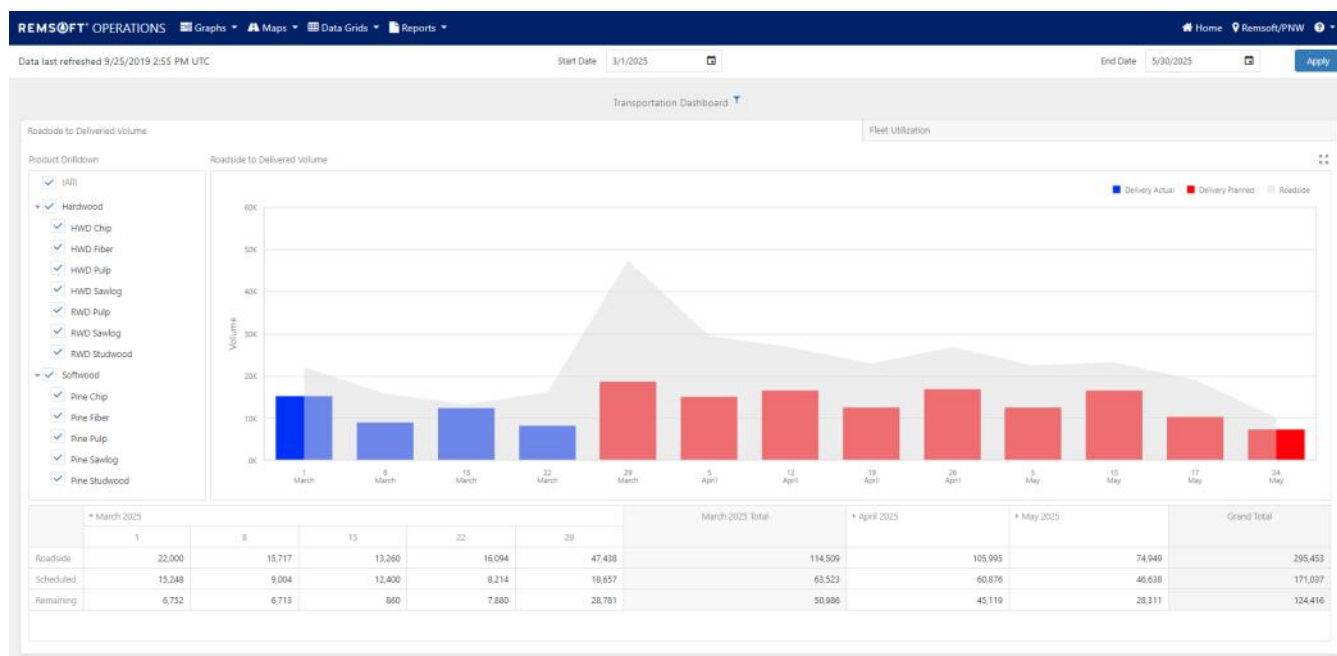 REMSOFT® OPERATIONS Graphs Maps Data Grids Reports Home Remsoft/PNW
Data last refreshed 9/25/2019 2:55 PM UTC Start Date 3/1/2025 End Date 5/30/2025 Apply
Transportation Dashboard
Roadside to Delivered Volume Fleet Utilization
Product Drilldown Roadside to Delivered Volume
(All)
Hardwood
HWD Chip
HWD Fiber
HWD Pulp
HWD Sawlog
RWD Pulp
RWD Sawlog
RWD Studwood
Softwood
Pine Chip
Pine Fiber
Pine Pulp
Pine Sawlog
Pine Studwood
Delivery Actual Delivery Planned Roadside
Volume
60K
50K
40K
30K
20K
10K
0K
1 8 15 22 29 5 12 19 26 3 10 17 24
March March March March March April April April April May May May May
March 2025 March 2025 Total April 2025 May 2025 Grand Total
1 8 15 22 29
Roadside 22,000 15,717 13,260 16,094 47,438 114,509 105,995 74,949 295,453
Scheduled 15,248 9,004 12,400 8,214 18,657 63,523 60,876 46,638 171,037
Remaining 6,752 6,713 860 7,880 28,781 50,986 45,119 28,311 124,416